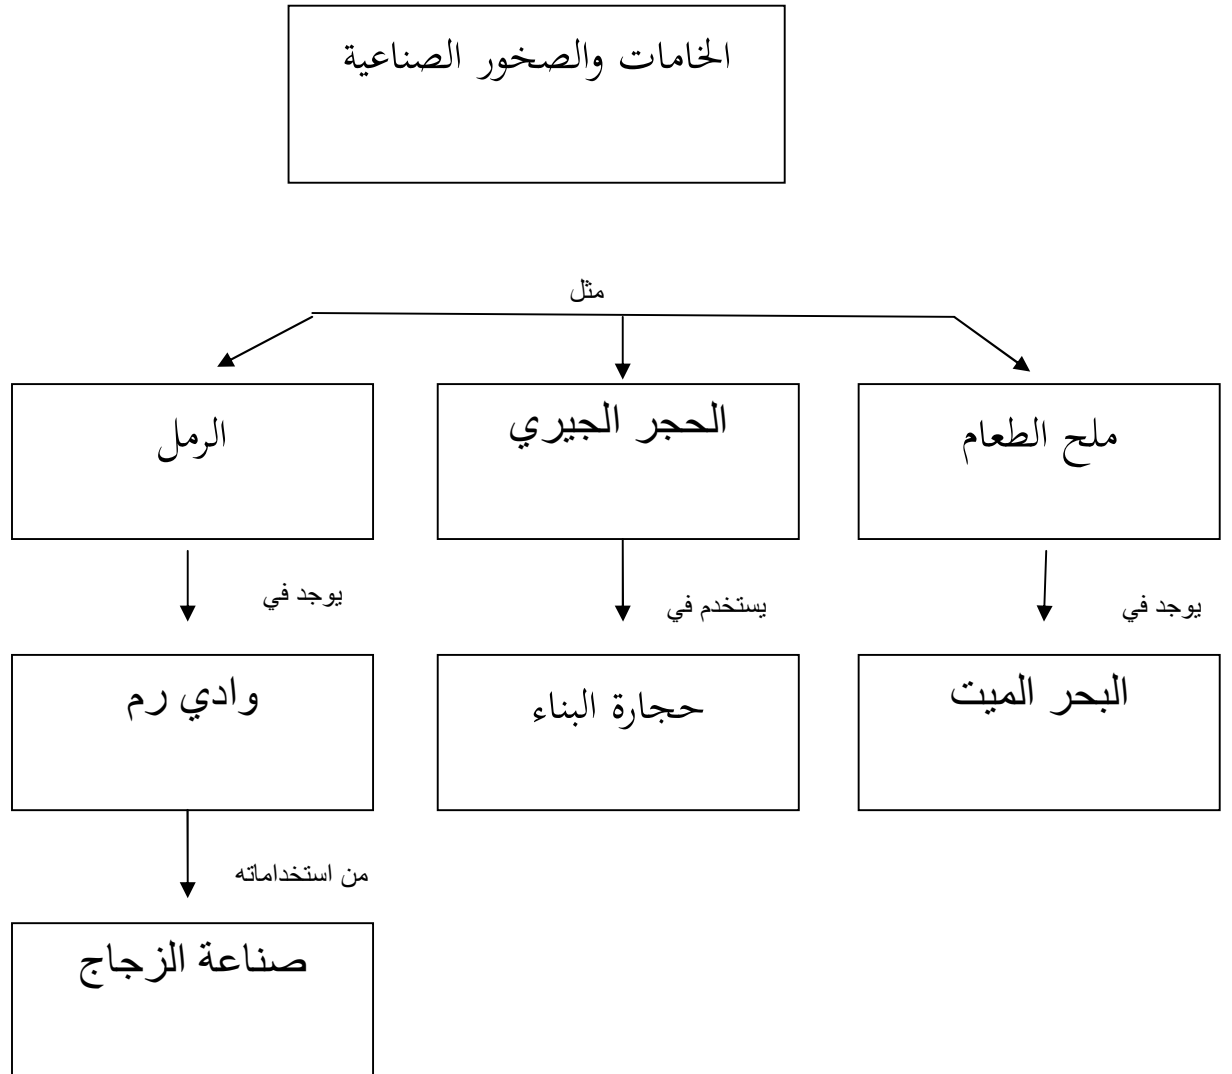 الخامات والصخور الصناعية
مثل
ملح الطعام
الحجر الجيري
الرمل
يوجد في
يستخدم في
يوجد في
البحر الميت
حجارة البناء
وادي رم
من استخداماته
صناعة الزجاج